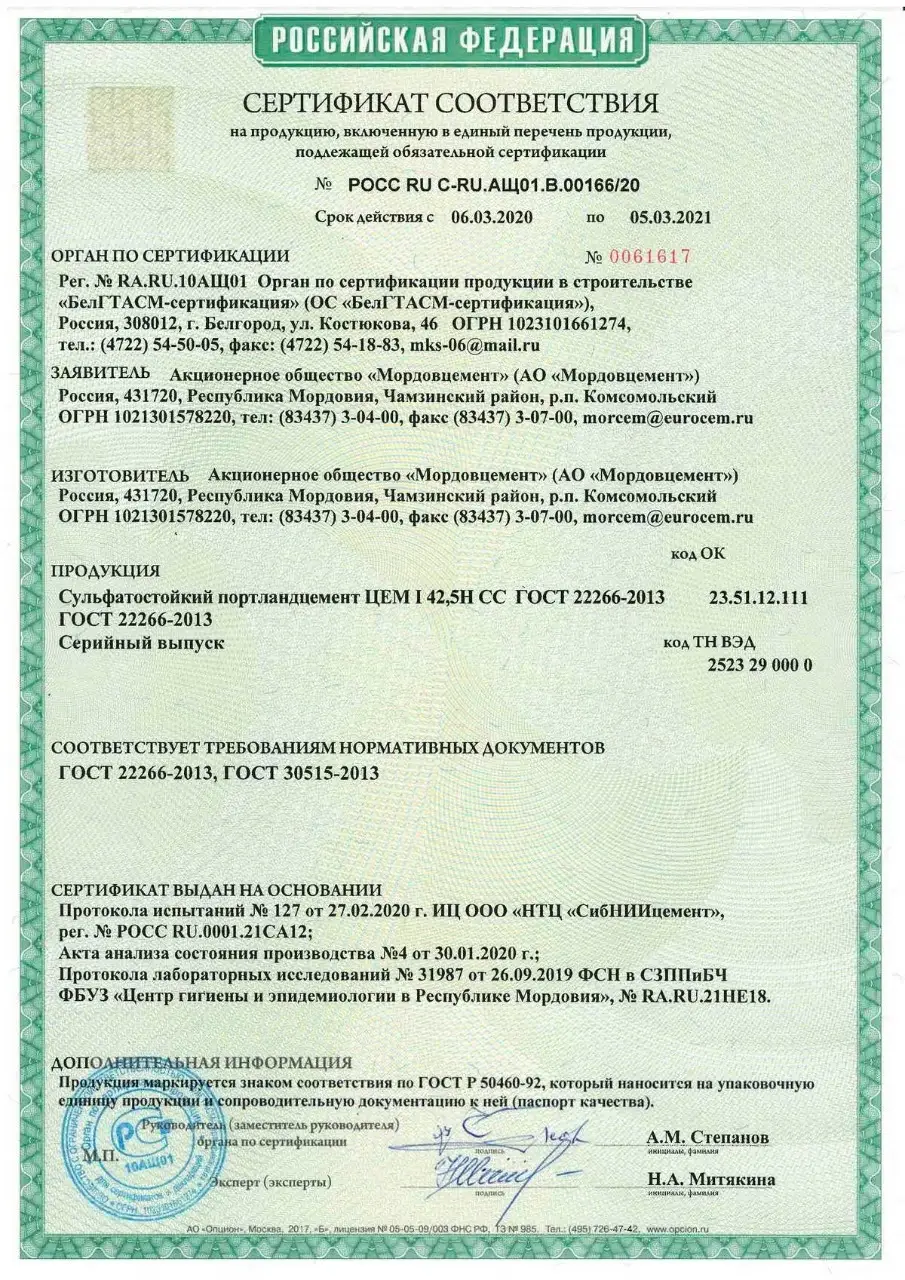 РОССИЙСКАЯ ФЕДЕРАЦИЯ
СЕРТИФИКАТ СООТВЕТСТВИЯ
на продукцию, включенную в единый перечень продукции,
подлежащей обязательной сертификации
№ РОСС RU C-RU.АЩ01.В.00166/20
Срок действия с 06.03.2020 по 05.03.2021
ОРГАН ПО СЕРТИФИКАЦИИ № 0061617
Рег. № RA.RU.10АЩ01 Орган по сертификации продукции в строительстве
«БелГТАСМ-сертификация» (ОС «БелГТАСМ-сертификация»),
Россия, 308012, г. Белгород, ул. Костюкова, 46 ОГРН 1023101661274,
тел.: (4722) 54-50-05, факс: (4722) 54-18-83, mks-06@mail.ru
ЗАЯВИТЕЛЬ Акционерное общество «Мордовцемент» (АО «Мордовцемент»)
Россия, 431720, Республика Мордовия, Чамзинский район, р.п. Комсомольский
ОГРН 1021301578220, тел: (83437) 3-04-00, факс (83437) 3-07-00, morcem@eurocem.ru
ИЗГОТОВИТЕЛЬ Акционерное общество «Мордовцемент» (АО «Мордовцемент»)
Россия, 431720, Республика Мордовия, Чамзинский район, р.п. Комсомольский
ОГРН 1021301578220, тел: (83437) 3-04-00, факс (83437) 3-07-00, morcem@eurocem.ru
код ОК
ПРОДУКЦИЯ
Сульфатостойкий портландцемент ЦЕМ I 42,5Н СС ГОСТ 22266-2013 23.51.12.111
ГОСТ 22266-2013
Серийный выпуск код ТН ВЭД
2523 29 000 0
СООТВЕТСТВУЕТ ТРЕБОВАНИЯМ НОРМАТИВНЫХ ДОКУМЕНТОВ
ГОСТ 22266-2013, ГОСТ 30515-2013
СЕРТИФИКАТ ВЫДАН НА ОСНОВАНИИ
Протокола испытаний № 127 от 27.02.2020 г. ИЦ ООО «НТЦ «СибНИИцемент»,
рег. № РОСС RU.0001.21СА12;
Акта анализа состояния производства №4 от 30.01.2020 г.;
Протокола лабораторных исследований № 31987 от 26.09.2019 ФСН в СЗППиБЧ
ФБУЗ «Центр гигиены и эпидемиологии в Республике Мордовия», № RA.RU.21НЕ18.
ДОПОЛНИТЕЛЬНАЯ ИНФОРМАЦИЯ
Продукция маркируется знаком соответствия по ГОСТ Р 50460-92, который наносится на упаковочную
единицу продукции и сопроводительную документацию к ней (паспорт качества).
Руководитель (заместитель руководителя)
органа по сертификации А.М. Степанов
подпись инициалы, фамилия
М.П.
10АЩ01
Эксперт (эксперты) Н.А. Митякина
подпись инициалы, фамилия
АО «Опцион», Москва, 2017, «Б», лицензия № 05-05-09/003 ФНС РФ, ТЗ № 985. Тел.: (495) 726-47-42, www.opcion.ru